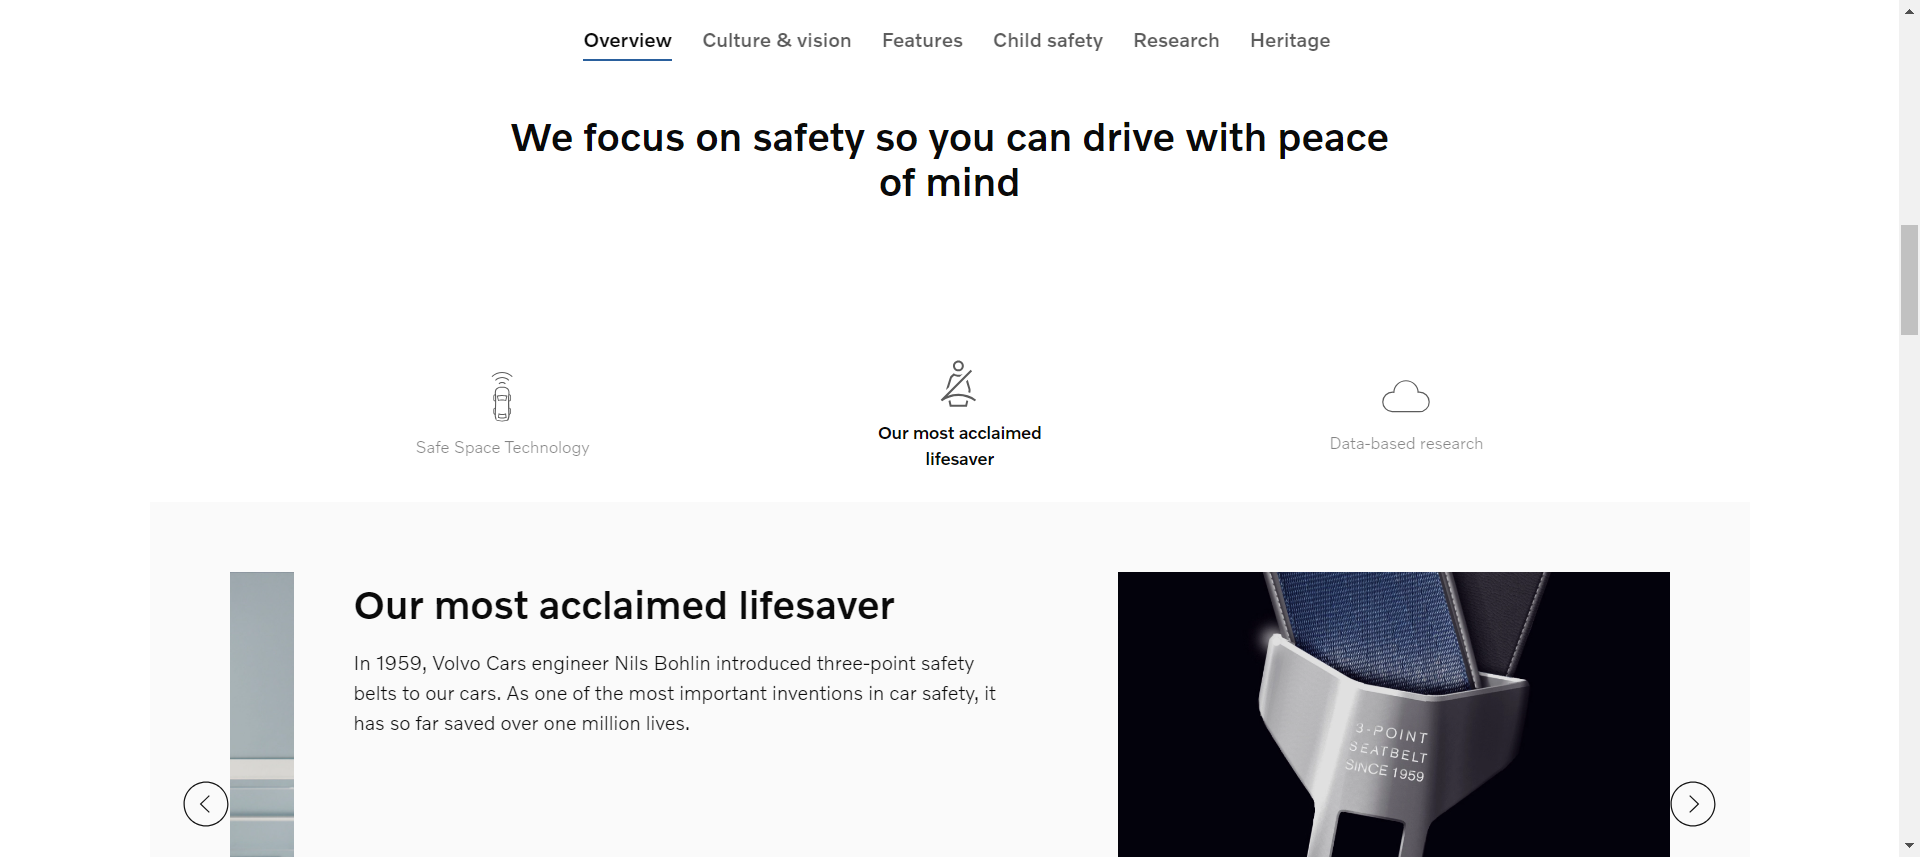 Overview Culture & vision Features Child safety Research Heritage
We focus on safety so you can drive with peace
of mind
Safe Space Technology
Our most acclaimed
lifesaver
Data-based research
Our most acclaimed lifesaver
In 1959, Volvo Cars engineer Nils Bohlin introduced three-point safety
belts to our cars. As one of the most important inventions in car safety, it
has so far saved over one million lives.
3-POINT
SEATBELT
SINCE 1959